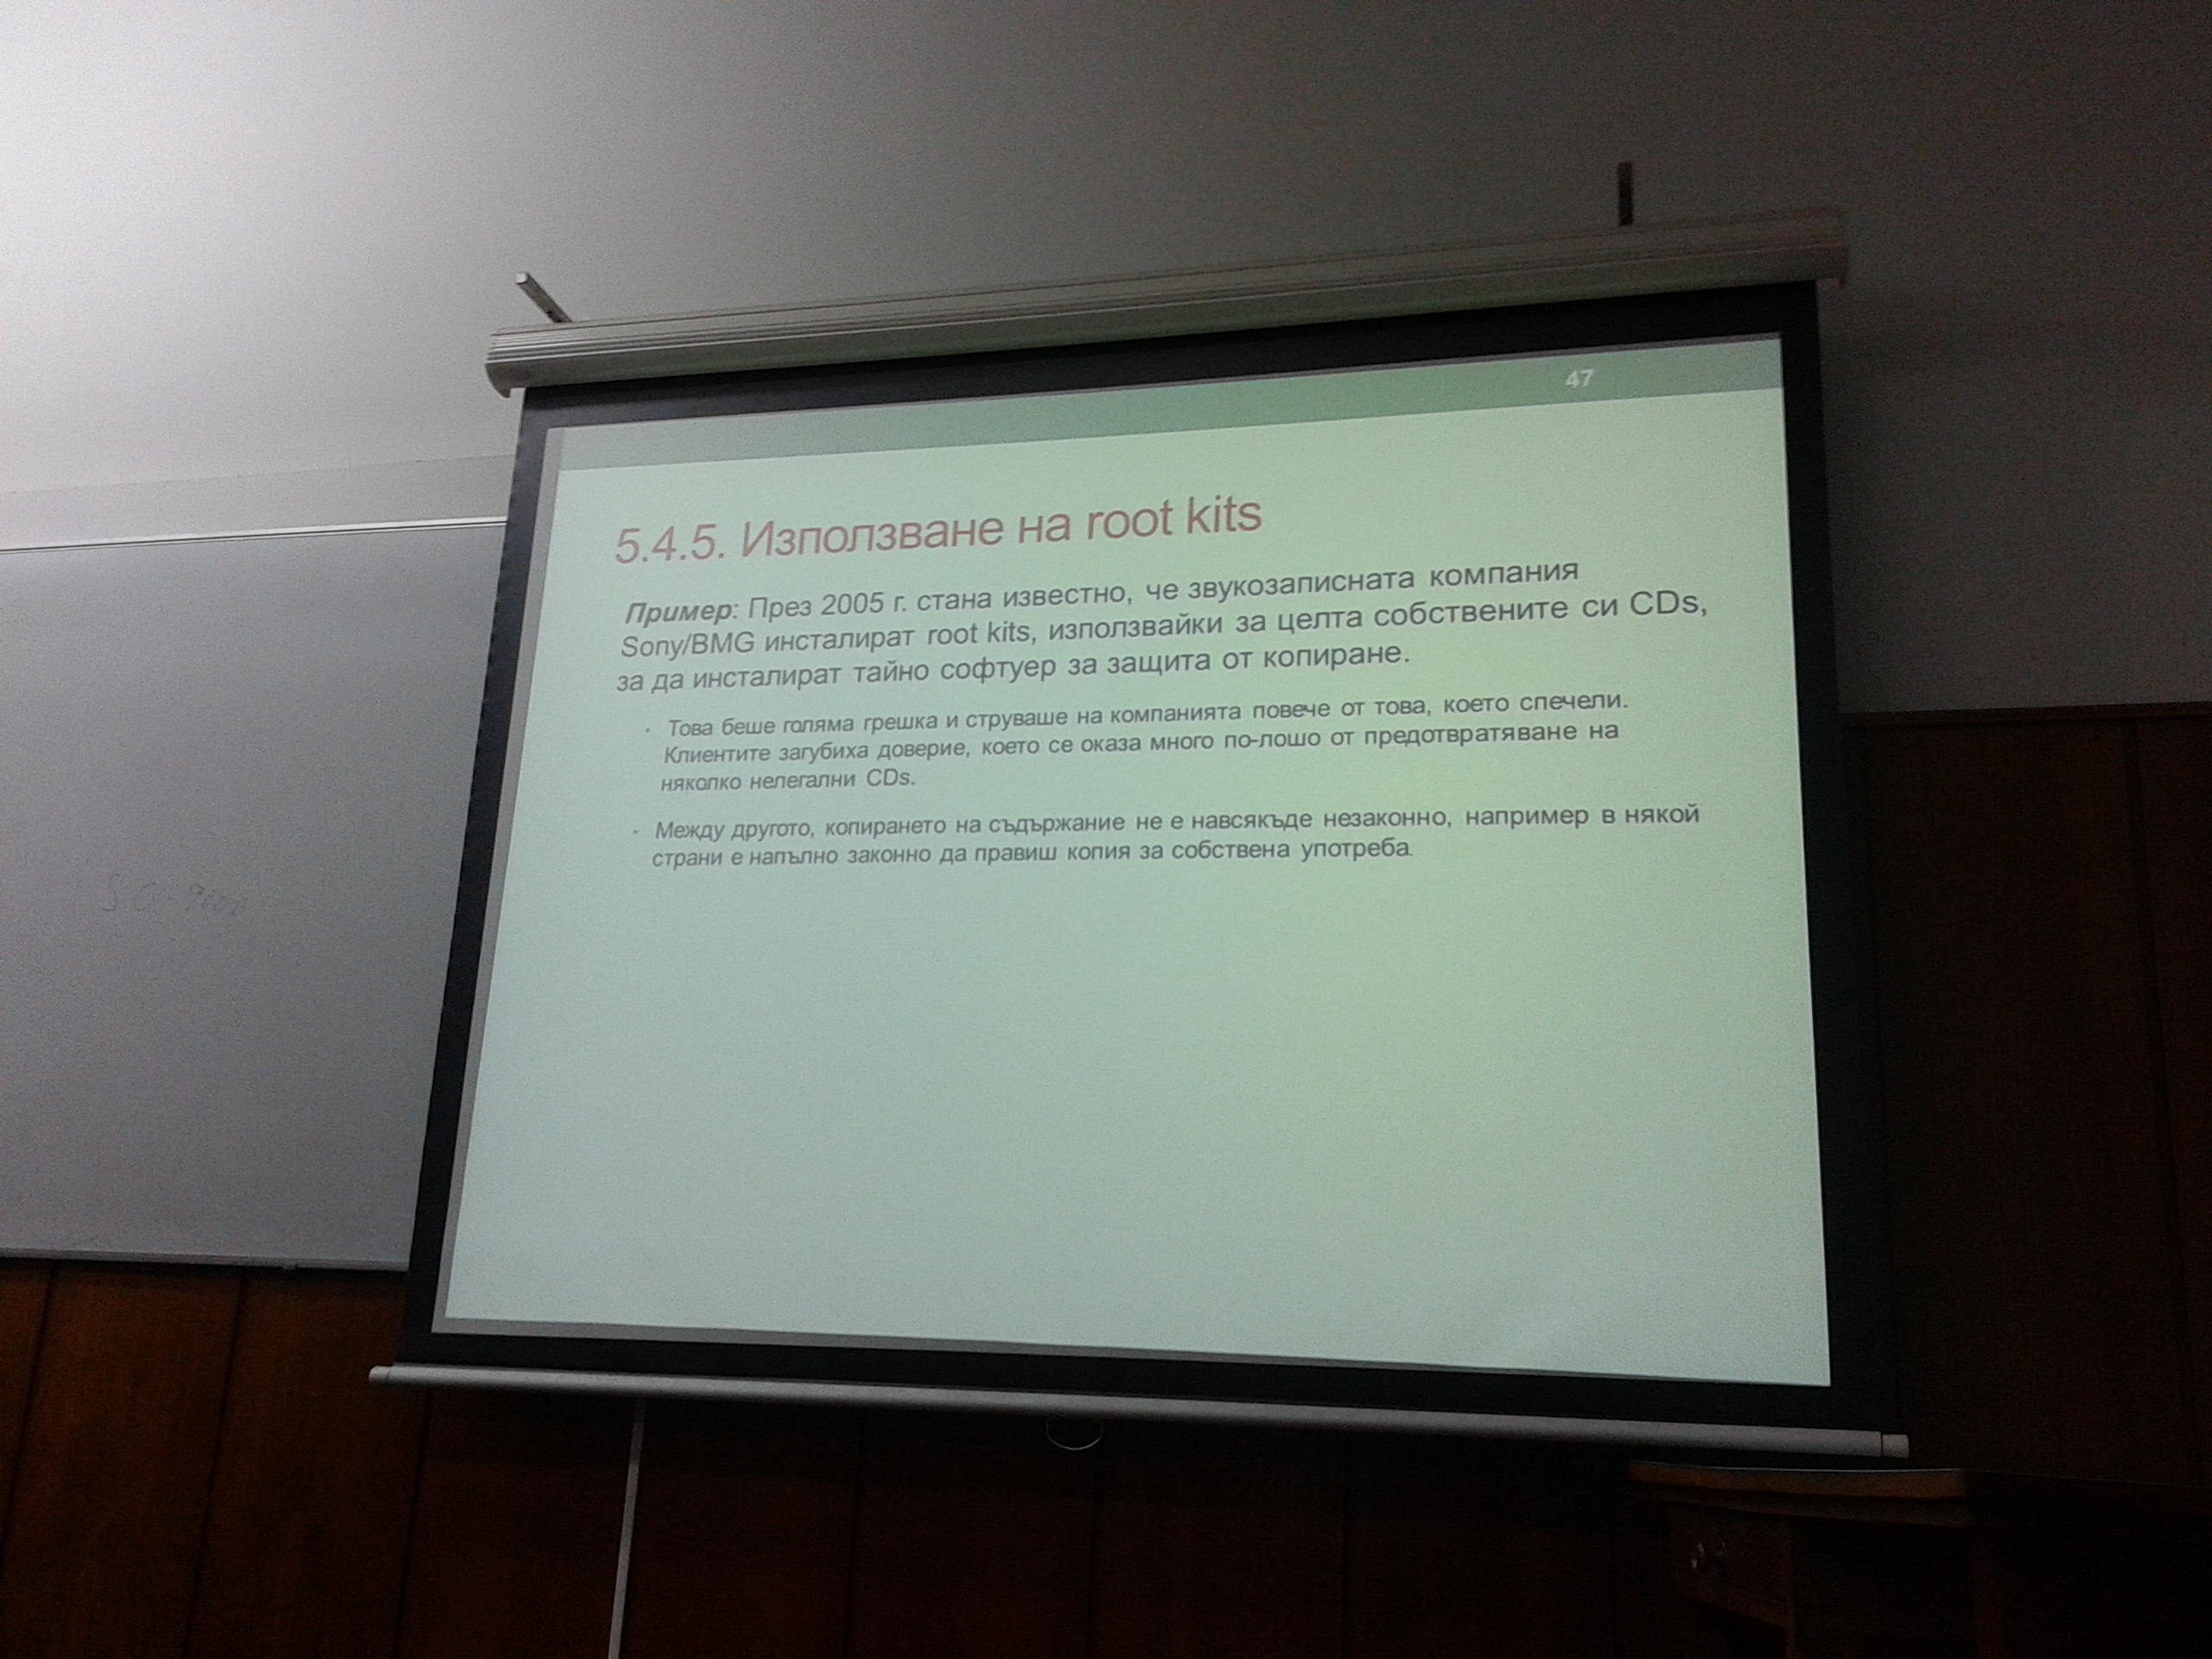 47
5.4.5. Използване на root kits
Пример: През 2005 г. стана известно, че звукозаписната компания
Sony/BMG инсталират root kits, използвайки за целта собствените си CDs,
за да инсталират тайно софтуер за защита от копиране.
Това беше голяма грешка и струваше на компанията повече от това, което спечели.
Клиентите загубиха доверие, което се оказа много по-лошо от предотвратяване на
няколко нелегални CDs.
Между другото, копирането на съдържание не е навсякъде незаконно, например в някой
страни е напълно законно да правиш копия за собствена употреба.